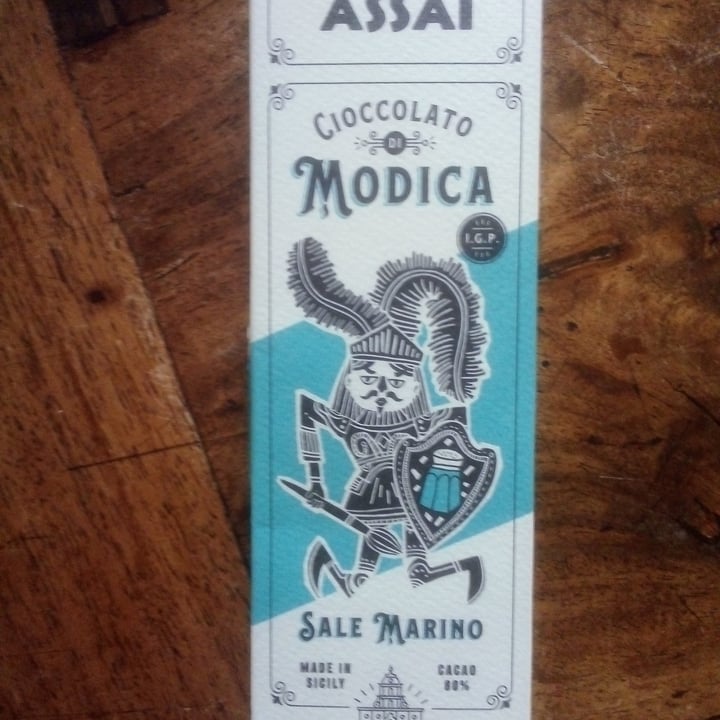 ASSAI
CIOCCOLATO
DI
MODICA
I.G.P.
SALE MARINO
MADE IN
SICILY
CACAO
80%